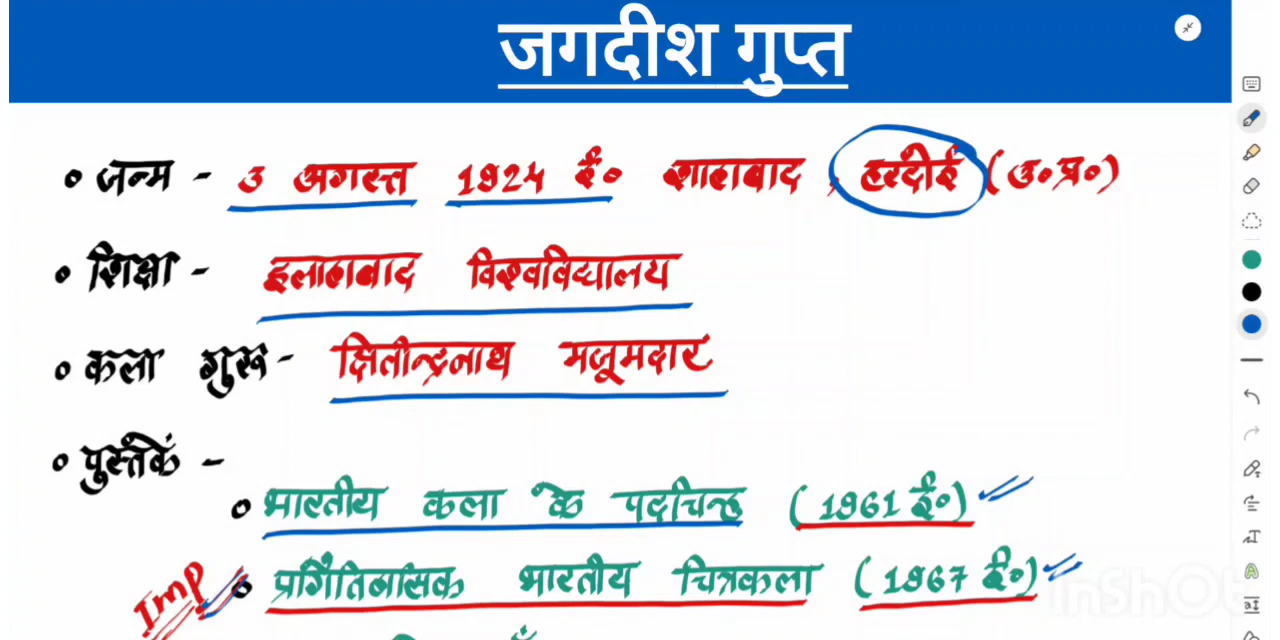 जगदीश गुप्त
• जन्म - 3 अगस्त 1924 ई० शाहाबाद, हरदोई (उ०प्र०)
• शिक्षा - इलाहाबाद विश्वविद्यालय
• कला गुरू - क्षितीन्द्रनाथ मजूमदार
• पुस्तकें -
• भारतीय कला के पदचिन्ह (1961 ई०)
Imp • प्रागैतिहासिक भारतीय चित्रकला (1967 ई०)
InShOt